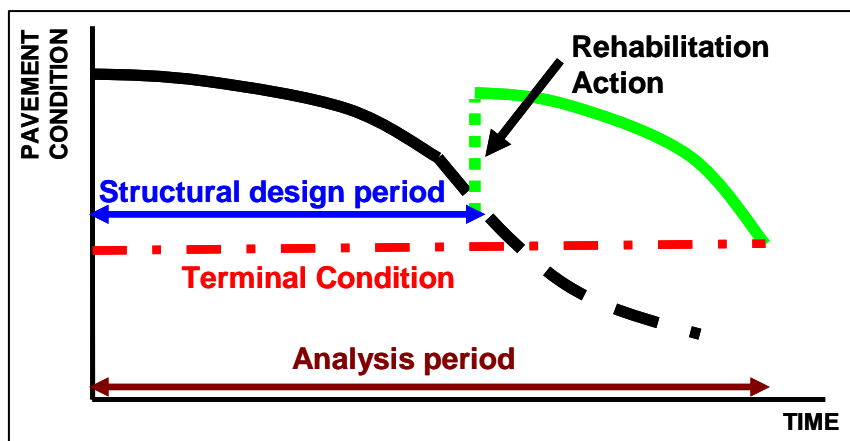 PAVEMENT
CONDITION
Rehabilitation
Action
Structural design period
Terminal Condition
Analysis period
TIME